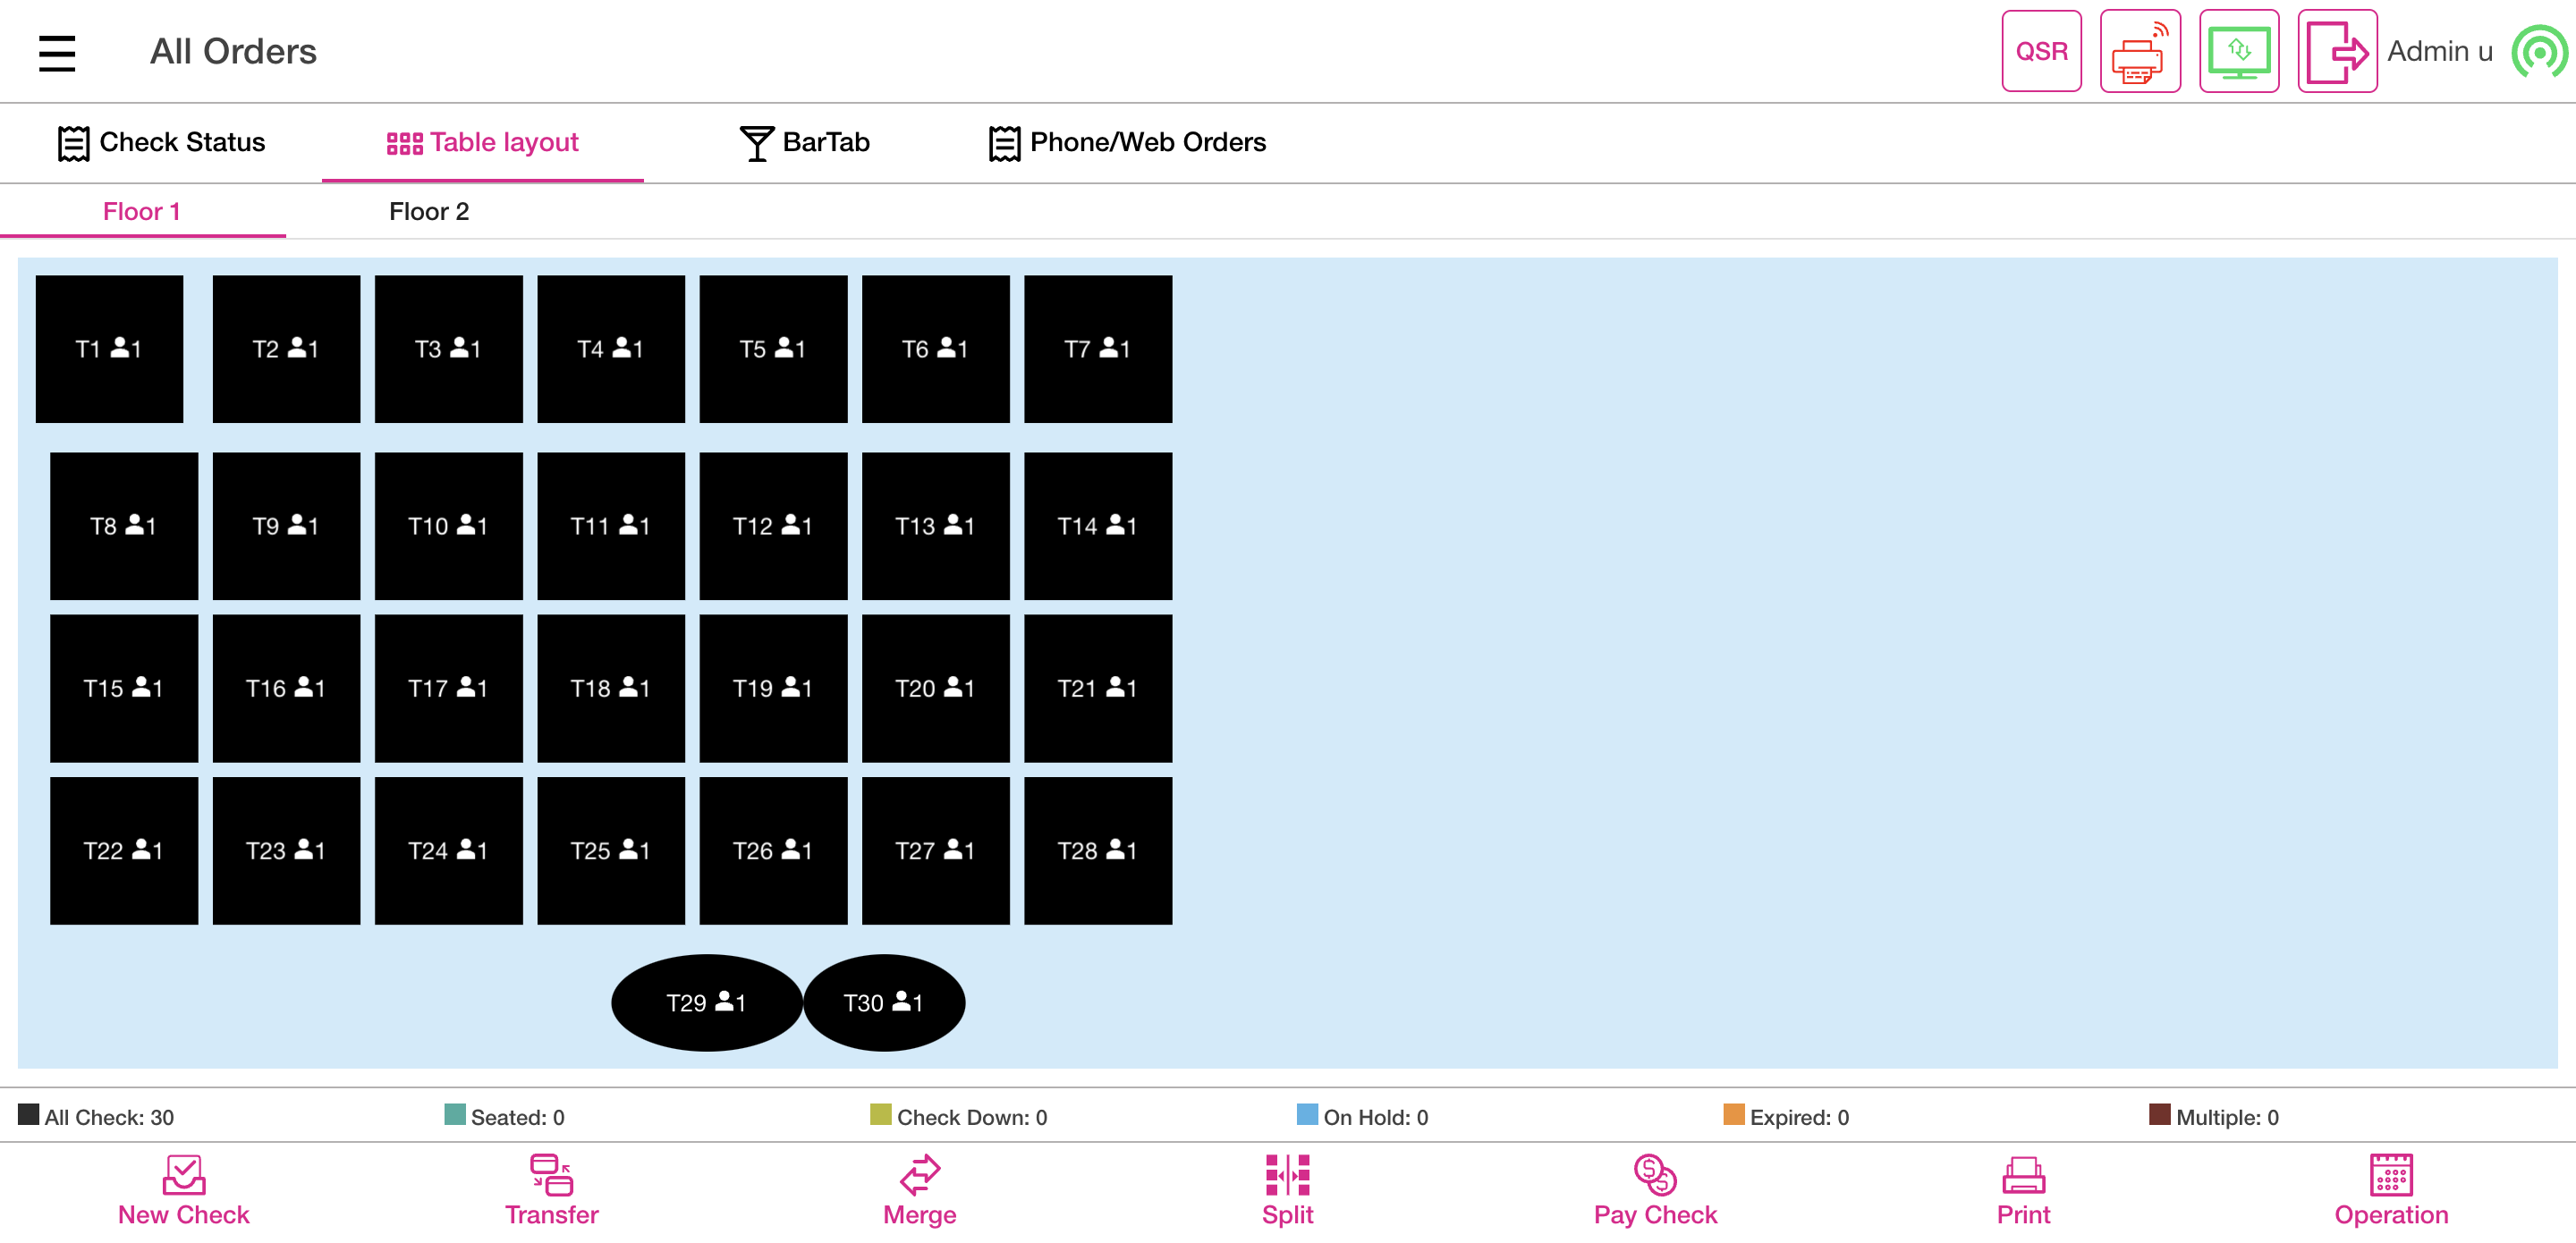 All Orders
QSR
Admin u
Check Status
Table layout
BarTab
Phone/Web Orders
Floor 1
Floor 2
T1 1
T2 1
T3 1
T4 1
T5 1
T6 1
T7 1
T8 1
T9 1
T10 1
T11 1
T12 1
T13 1
T14 1
T15 1
T16 1
T17 1
T18 1
T19 1
T20 1
T21 1
T22 1
T23 1
T24 1
T25 1
T26 1
T27 1
T28 1
T29 1
T30 1
All Check: 30
Seated: 0
Check Down: 0
On Hold: 0
Expired: 0
Multiple: 0
New Check
Transfer
Merge
Split
Pay Check
Print
Operation